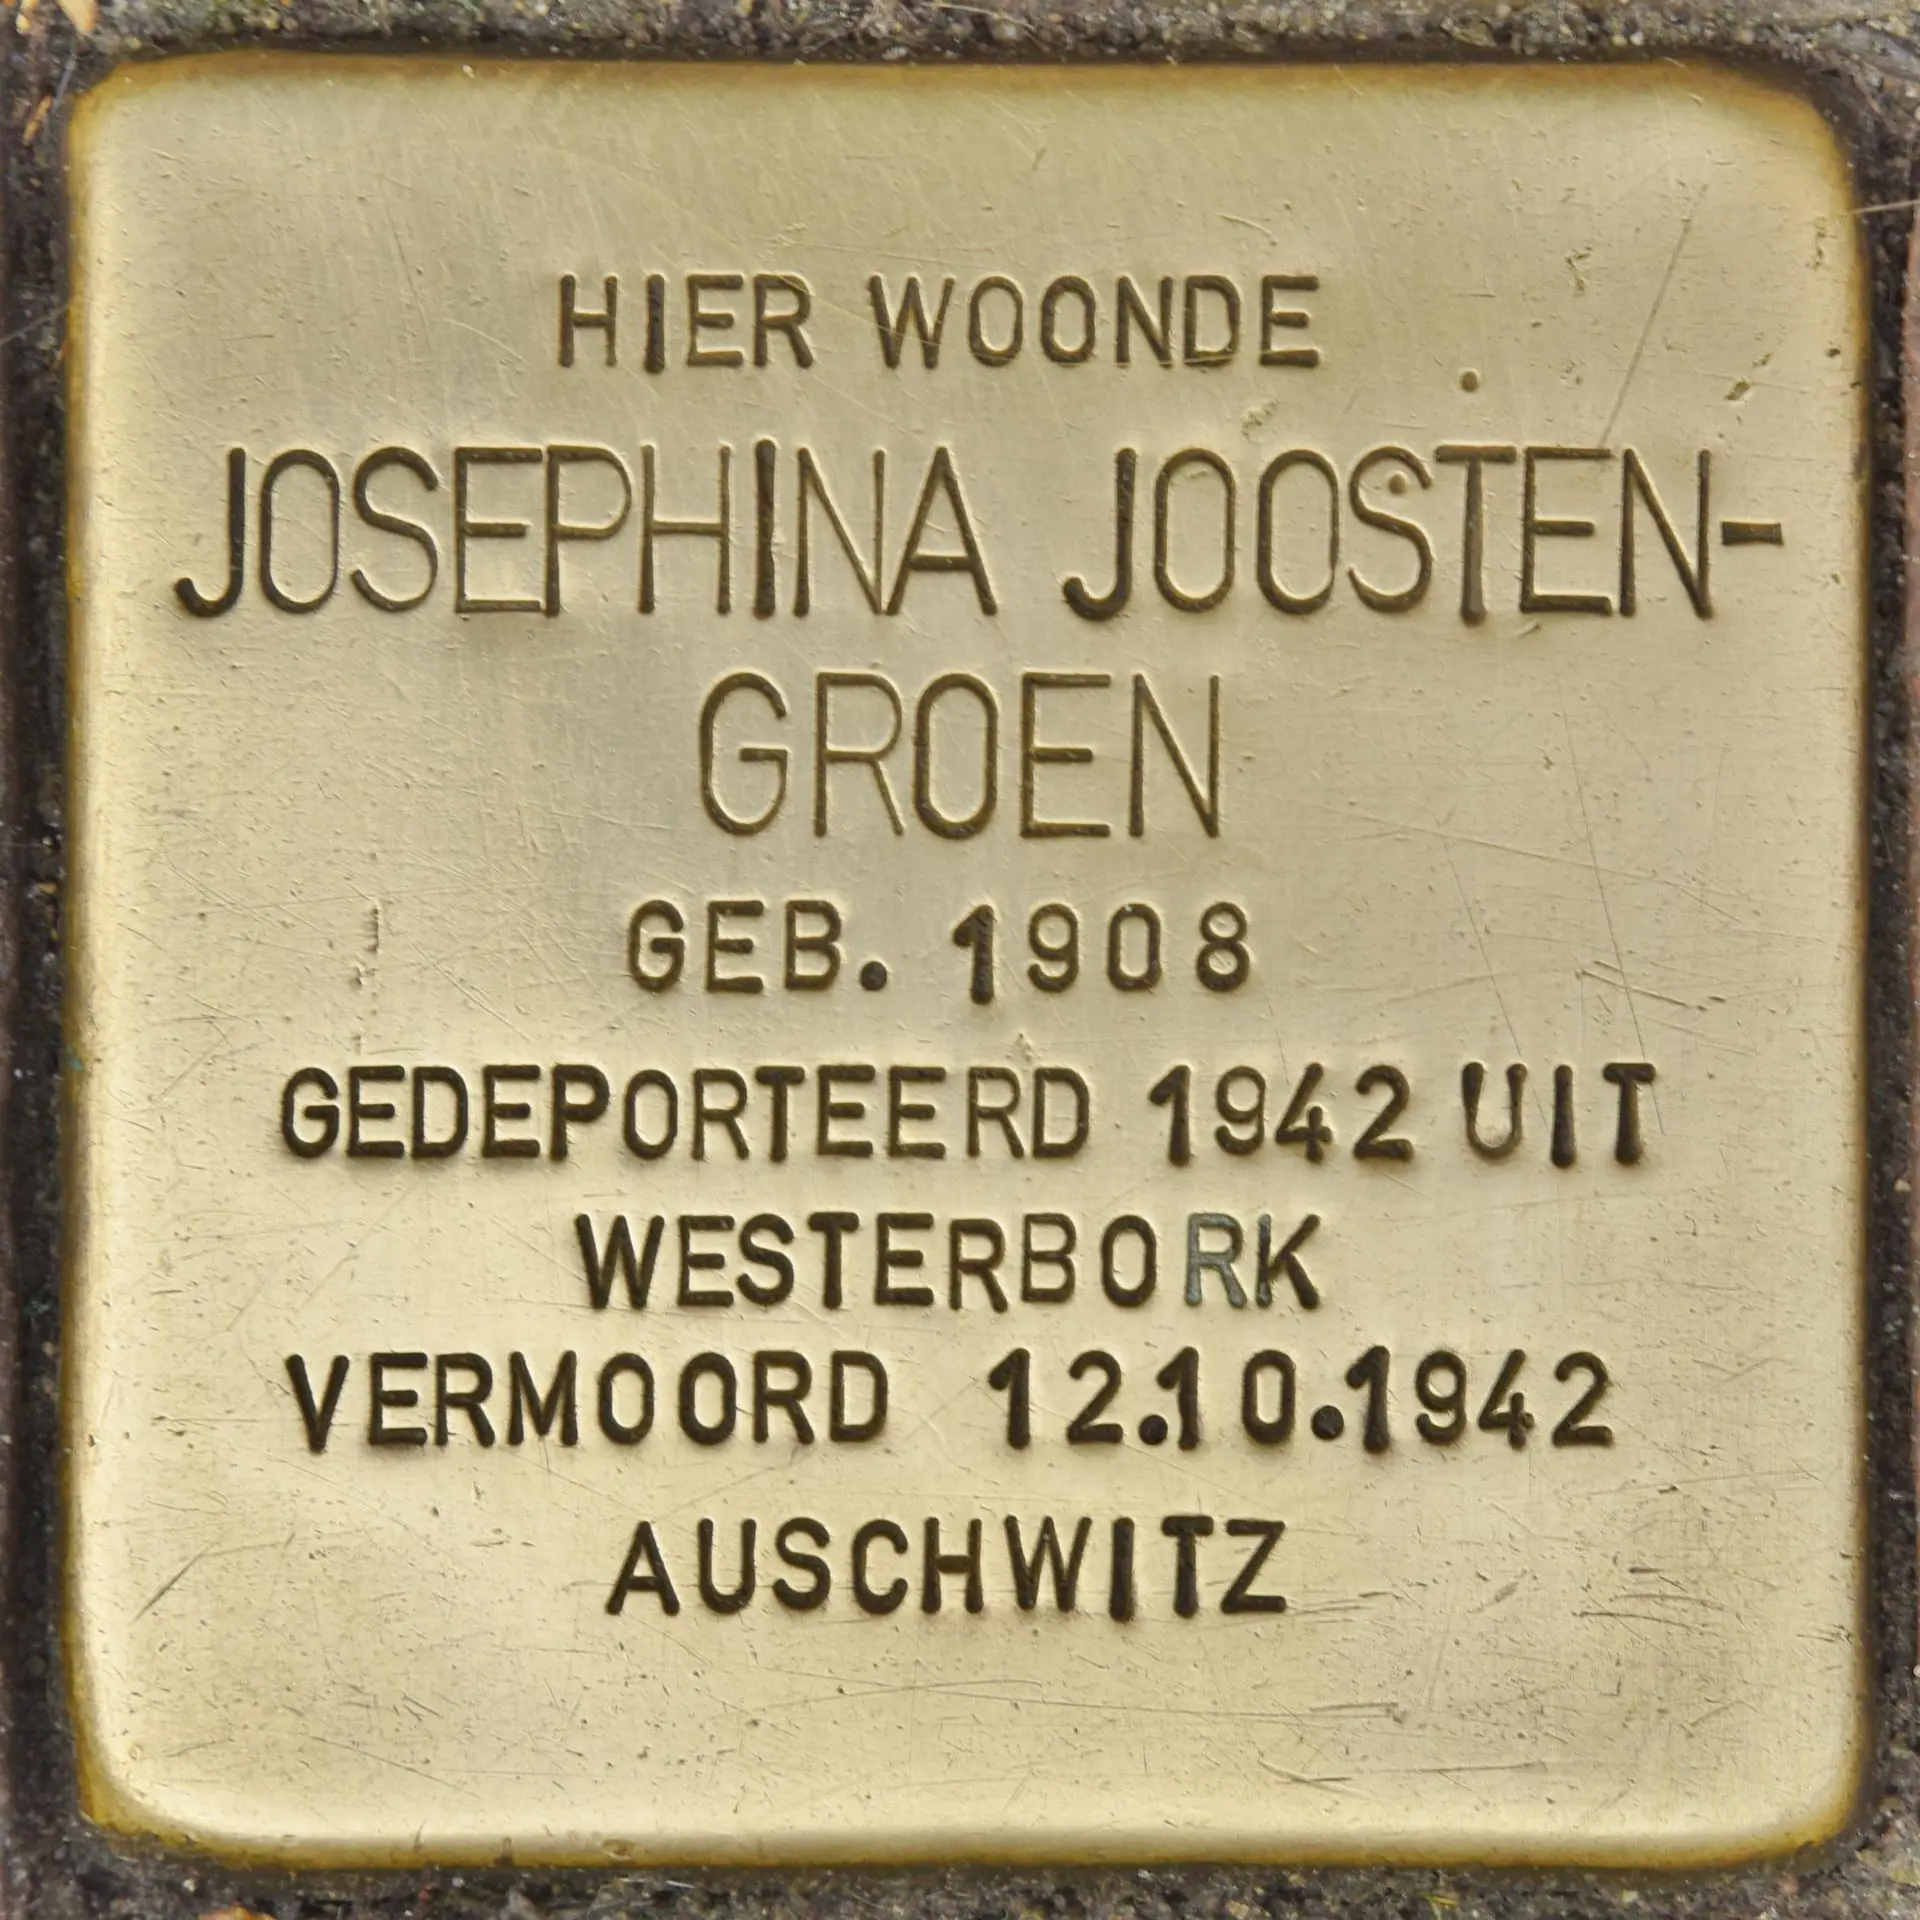 HIER WOONDE
JOSEPHINA JOOSTEN-
GROEN
GEB. 1908
GEDEPORTEERD 1942 UIT
WESTERBORK
VERMOORD 12.10.1942
AUSCHWITZ